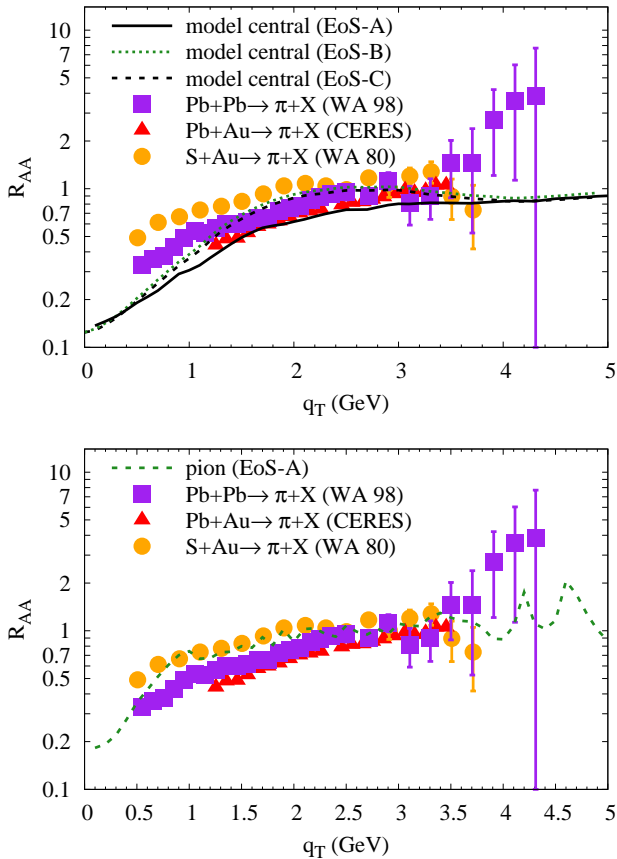 model central (EoS-A)
model central (EoS-B)
model central (EoS-C)
Pb+Pb→ π+X (WA 98)
Pb+Au→ π+X (CERES)
S+Au→ π+X (WA 80)
10
7
5
2
1
0.7
0.5
0.1
R_AA
0 1 2 3 4 5
q_T (GeV)
pion (EoS-A)
Pb+Pb→ π+X (WA 98)
Pb+Au→ π+X (CERES)
S+Au→ π+X (WA 80)
10
7
5
2
1
0.7
0.5
0.1
R_AA
0 0.5 1 1.5 2 2.5 3 3.5 4 4.5 5
q_T (GeV)